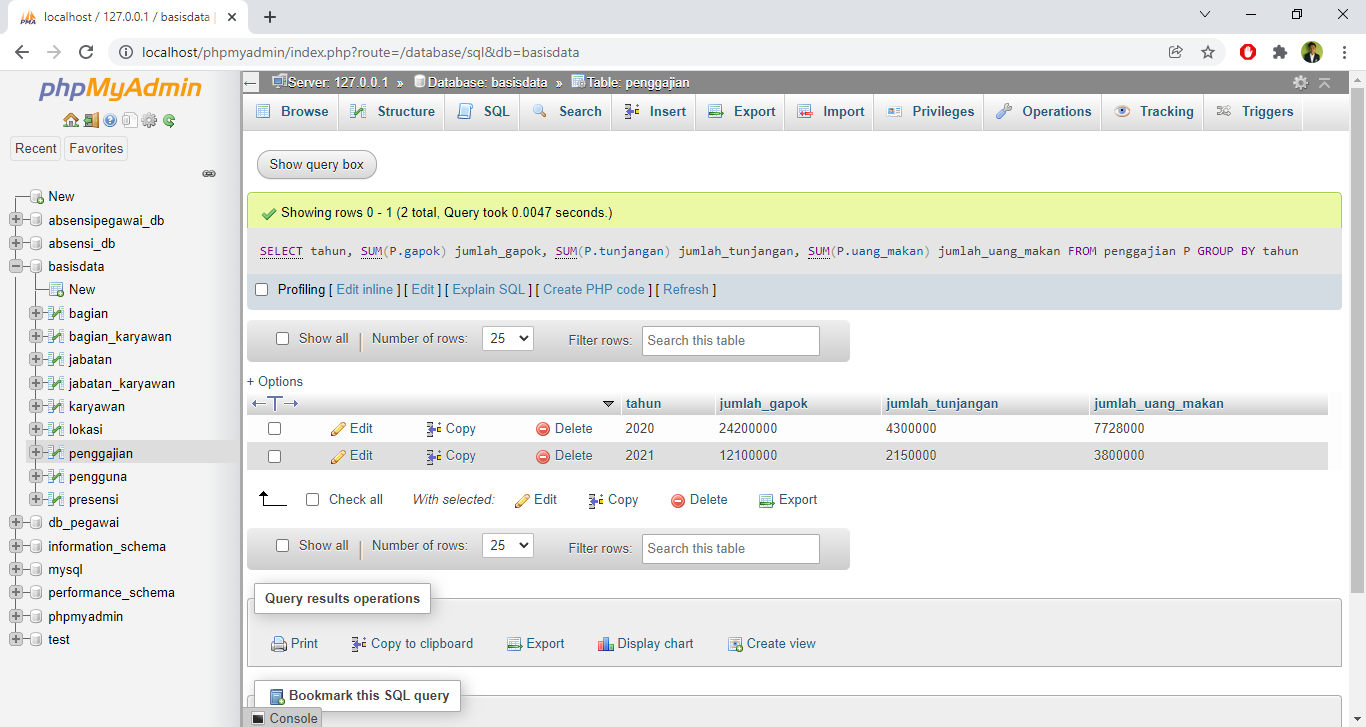 localhost / 127.0.0.1 / basisdata
localhost/phpmyadmin/index.php?route=/database/sql&db=basisdata
phpMyAdmin
Recent Favorites
New
absensipegawai_db
absensi_db
basisdata
New
bagian
bagian_karyawan
jabatan
jabatan_karyawan
karyawan
lokasi
penggajian
pengguna
presensi
db_pegawai
information_schema
mysql
performance_schema
phpmyadmin
test
Server: 127.0.0.1 » Database: basisdata » Table: penggajian
Browse Structure SQL Search Insert Export Import Privileges Operations Tracking Triggers
Show query box
Showing rows 0 - 1 (2 total, Query took 0.0047 seconds.)
SELECT tahun, SUM(P.gapok) jumlah_gapok, SUM(P.tunjangan) jumlah_tunjangan, SUM(P.uang_makan) jumlah_uang_makan FROM penggajian P GROUP BY tahun
Profiling [ Edit inline ] [ Edit ] [ Explain SQL ] [ Create PHP code ] [ Refresh ]
Show all | Number of rows: 25 Filter rows: Search this table
+ Options
←T→ tahun jumlah_gapok jumlah_tunjangan jumlah_uang_makan
Edit Copy Delete 2020 24200000 4300000 7728000
Edit Copy Delete 2021 12100000 2150000 3800000
Check all With selected: Edit Copy Delete Export
Show all | Number of rows: 25 Filter rows: Search this table
Query results operations
Print Copy to clipboard Export Display chart Create view
Bookmark this SQL query
Console